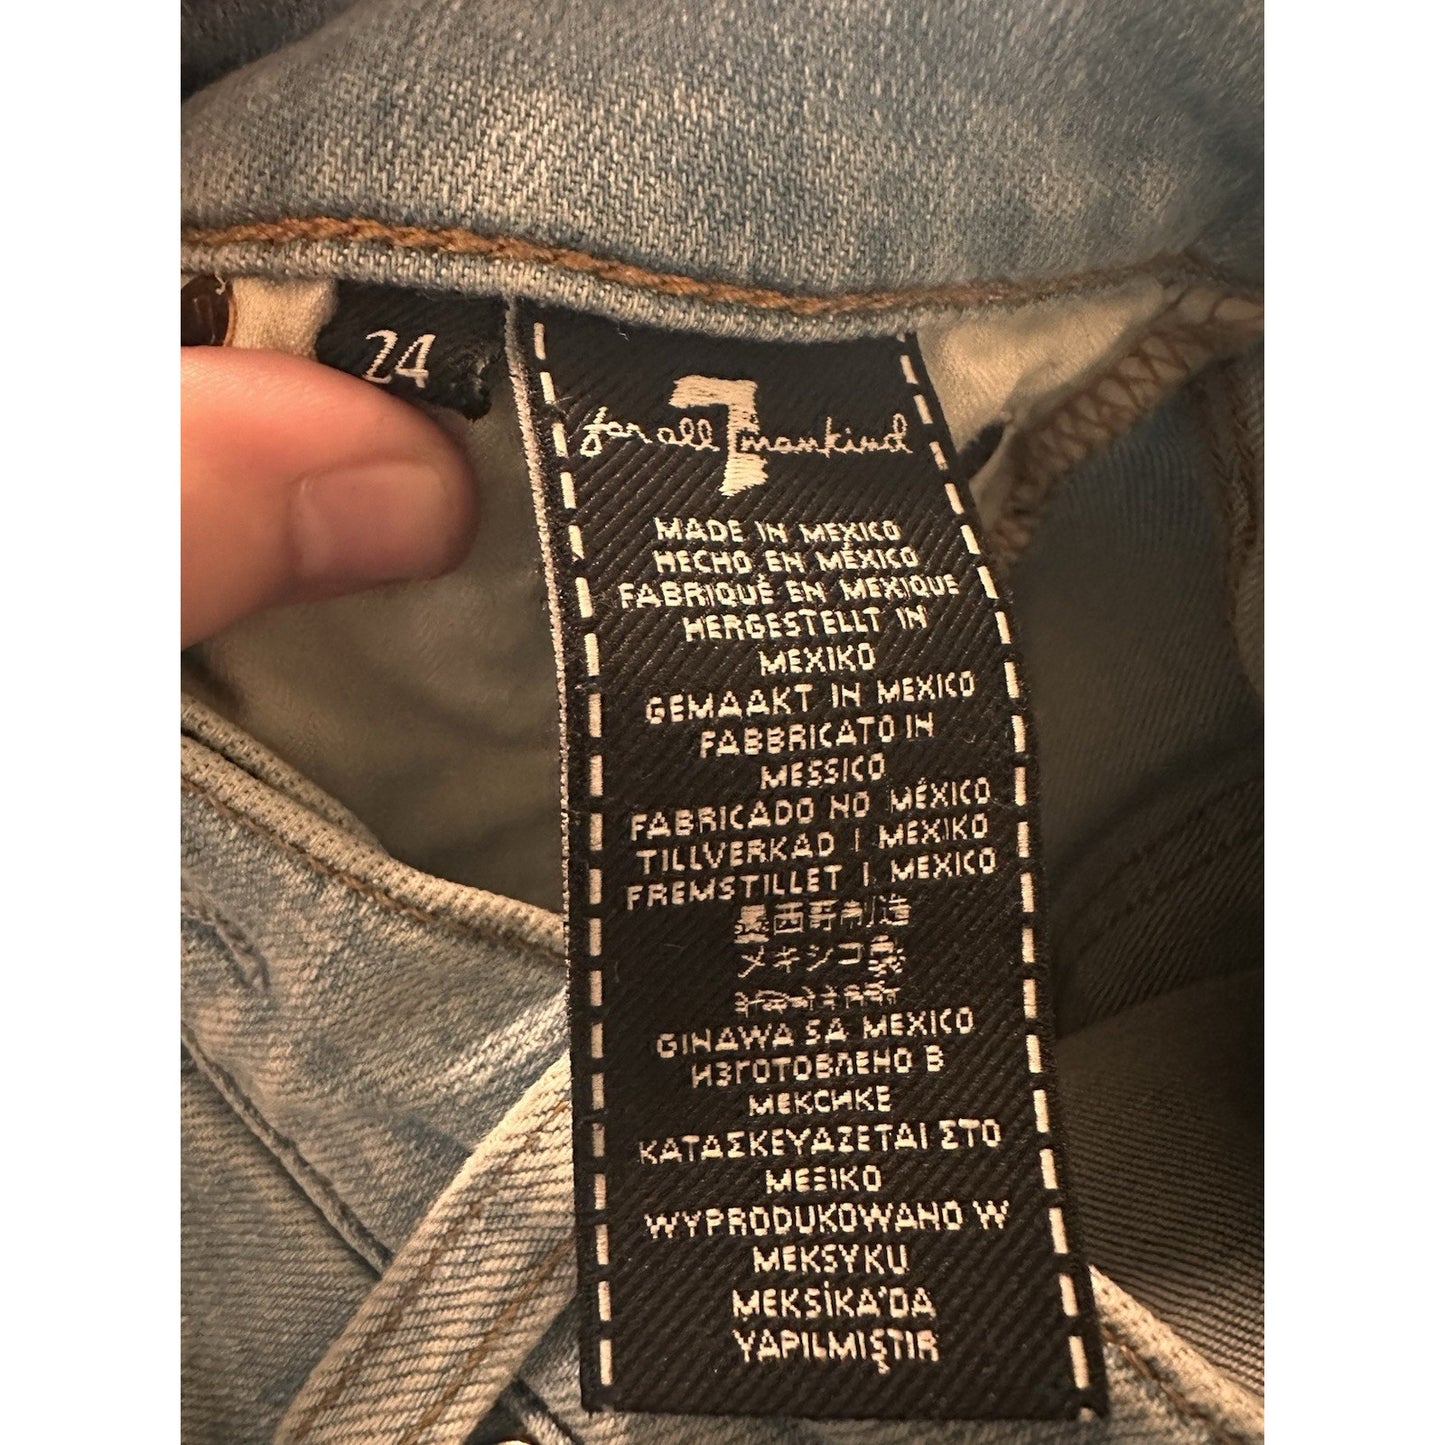 24
for all 7 mankind
MADE IN MEXICO
HECHO EN MÉXICO
FABRIQUÉ EN MEXIQUE
HERGESTELLT IN
MEXIKO
GEMAAKT IN MEXICO
FABBRICATO IN
MESSICO
FABRICADO NO MÉXICO
TILLVERKAD I MEXIKO
FREMSTILLET I MEXICO
墨西哥制造
メキシコ
GINAWA SA MEXICO
ИЗГОТОВЛЕНО В
МЕКСИКЕ
ΚΑΤΑΣΚΕΥΑΖΕΤΑΙ ΣΤΟ
ΜΕΞΙΚΟ
WYPRODUKOWANO W
MEKSYKU
MEKSİKA'DA
YAPILMIŞTIR